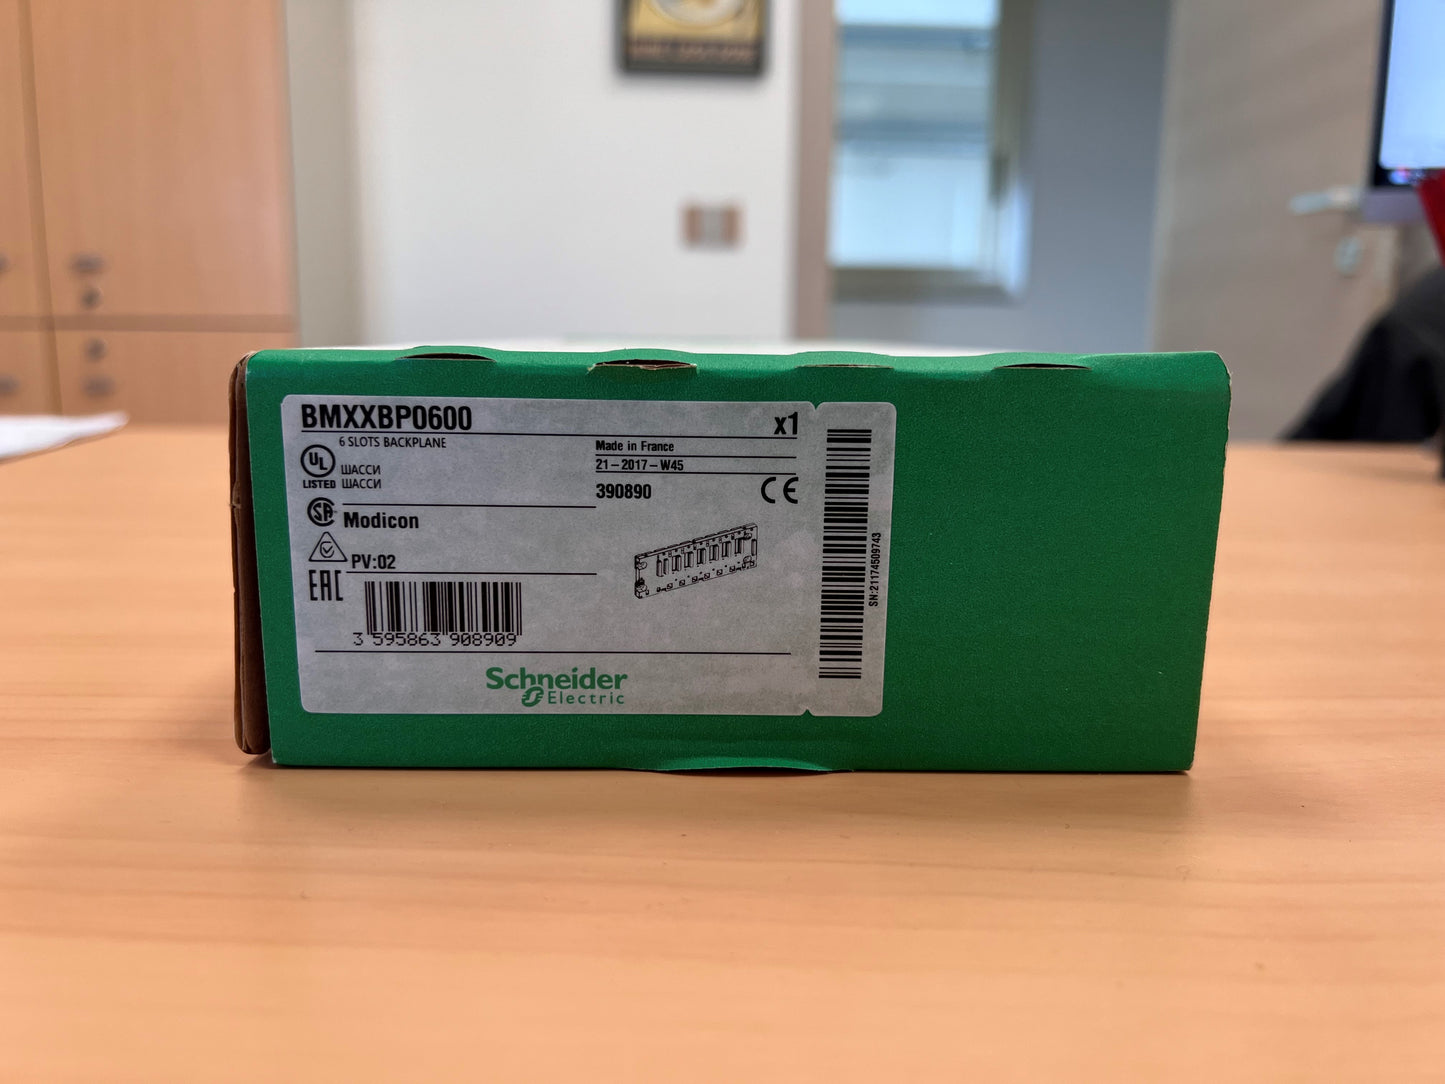 BMXXBP0600
x1
6 SLOTS BACKPLANE
UL
LISTED
ШАССИ
ШАССИ
Made in France
21-2017-W45
390890
CE
SA
Modicon
PV:02
EAC
3 595863 908909
Schneider
Electric
SN:21174509743